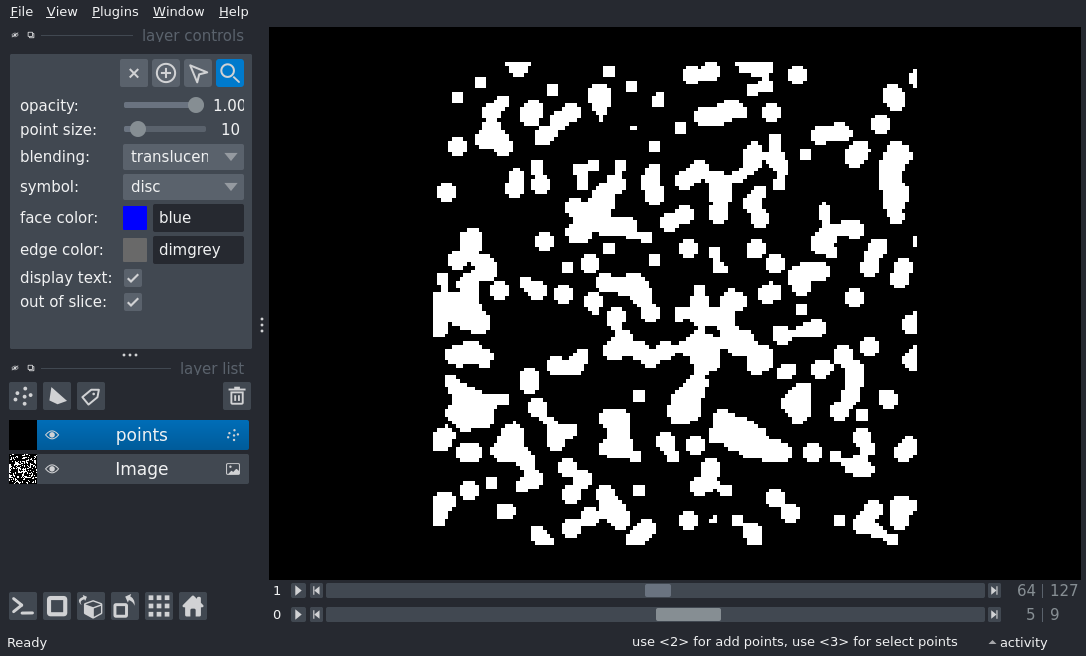 File View Plugins Window Help
layer controls
opacity: 1.00
point size: 10
blending: translucen
symbol: disc
face color: blue
edge color: dimgrey
display text:
out of slice:
layer list
points
Image
1 64 | 127
0 5 | 9
Ready use <2> for add points, use <3> for select points activity